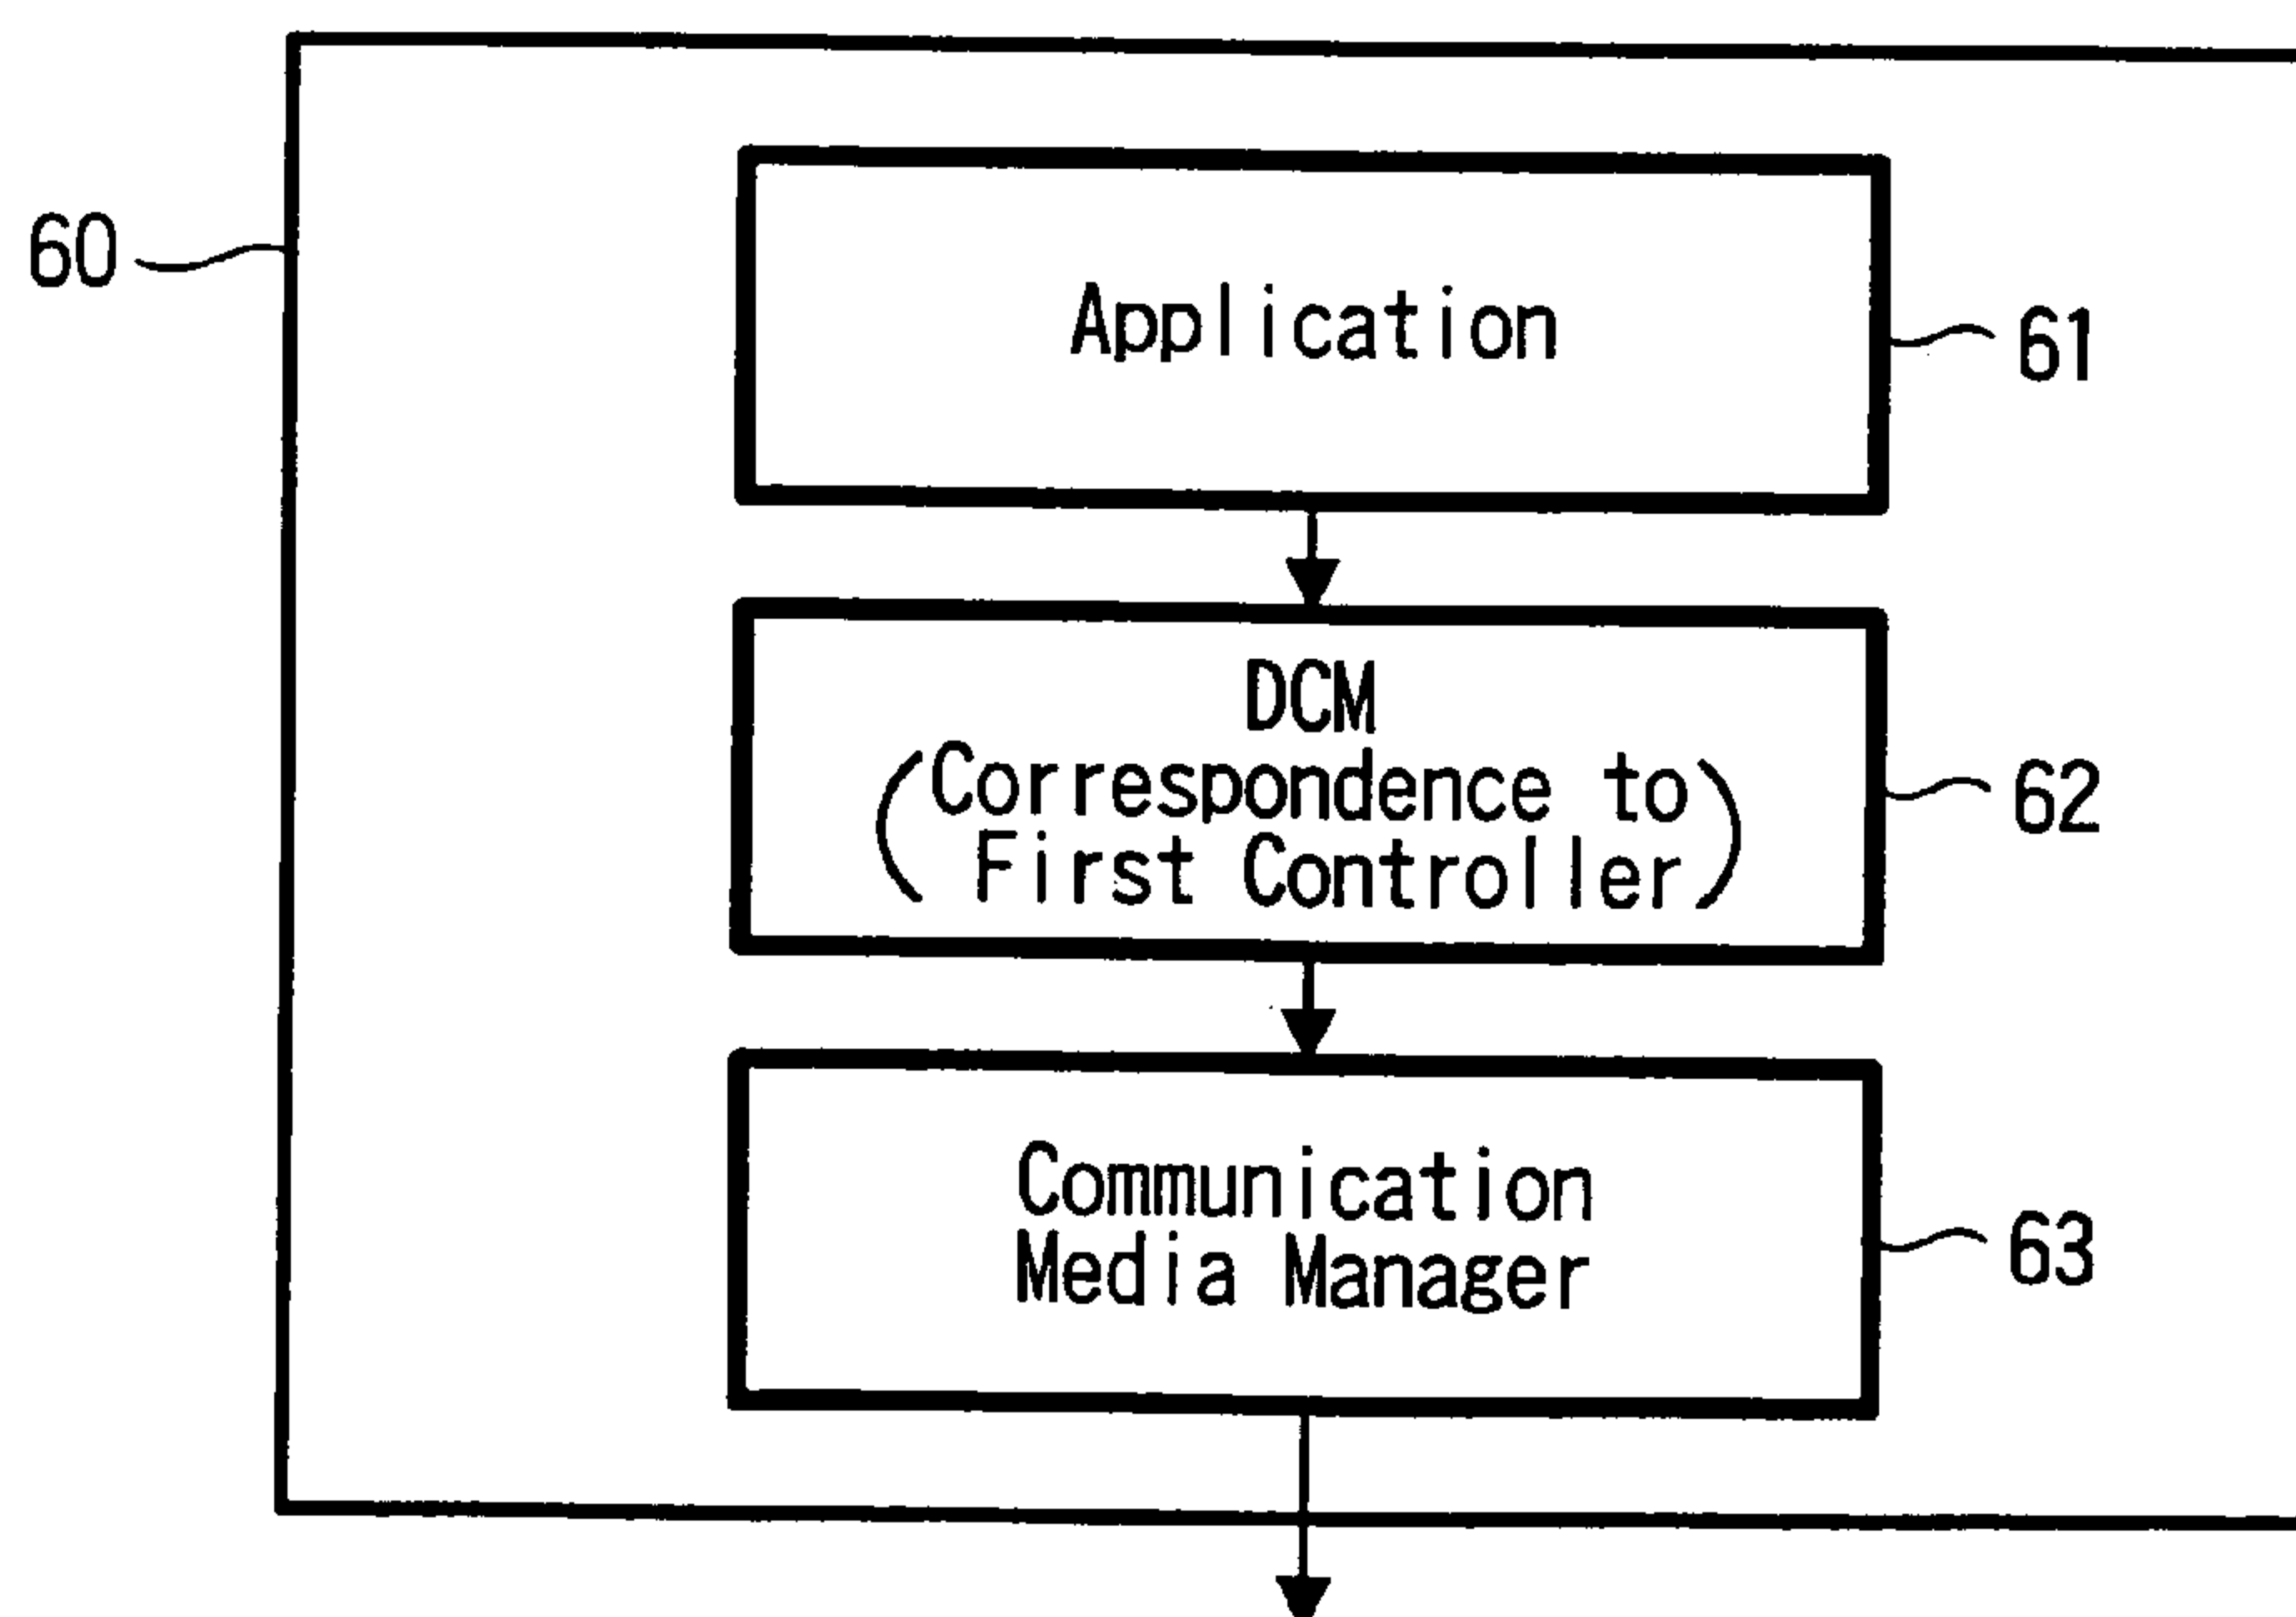 60
Application
61
DCM
(Correspondence to
First Controller)
62
Communication
Media Manager
63